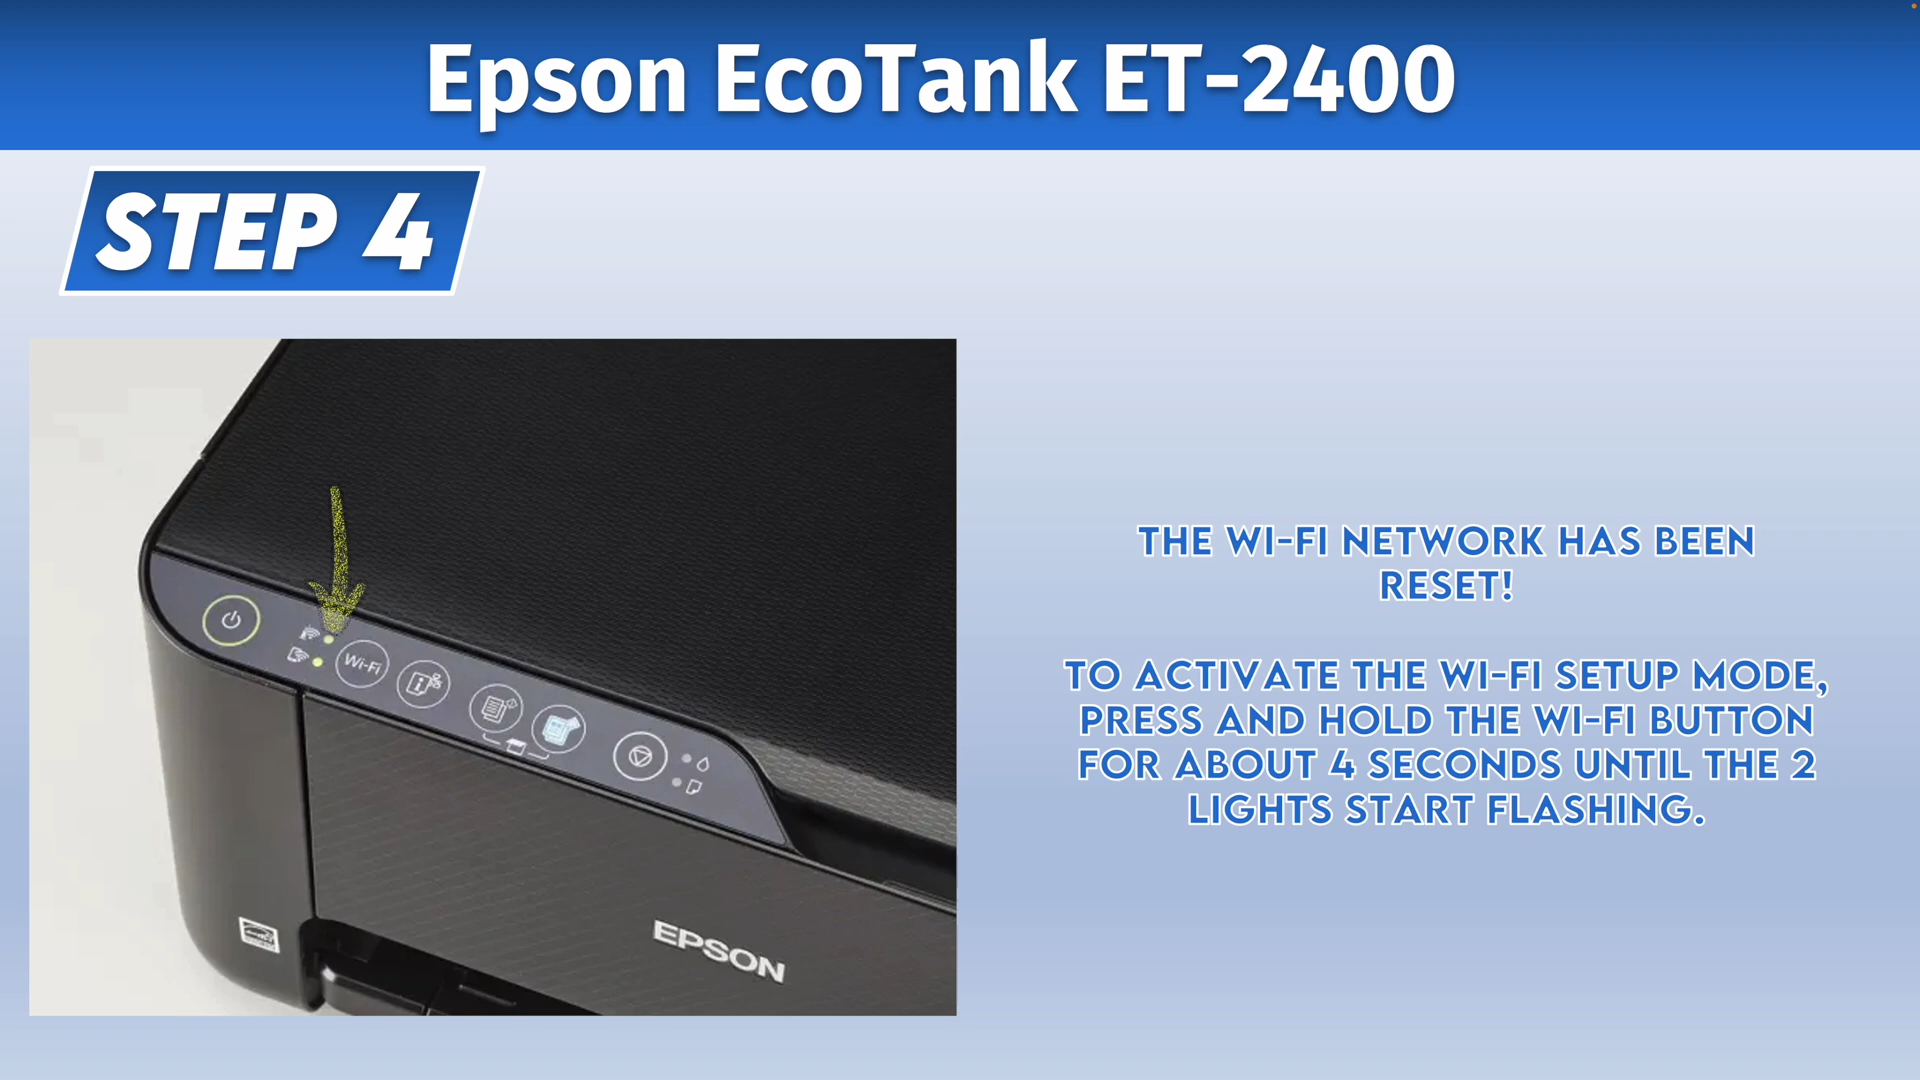 Epson EcoTank ET-2400
STEP 4
Wi-Fi
EPSON
THE WI-FI NETWORK HAS BEEN
RESET!
TO ACTIVATE THE WI-FI SETUP MODE,
PRESS AND HOLD THE WI-FI BUTTON
FOR ABOUT 4 SECONDS UNTIL THE 2
LIGHTS START FLASHING.